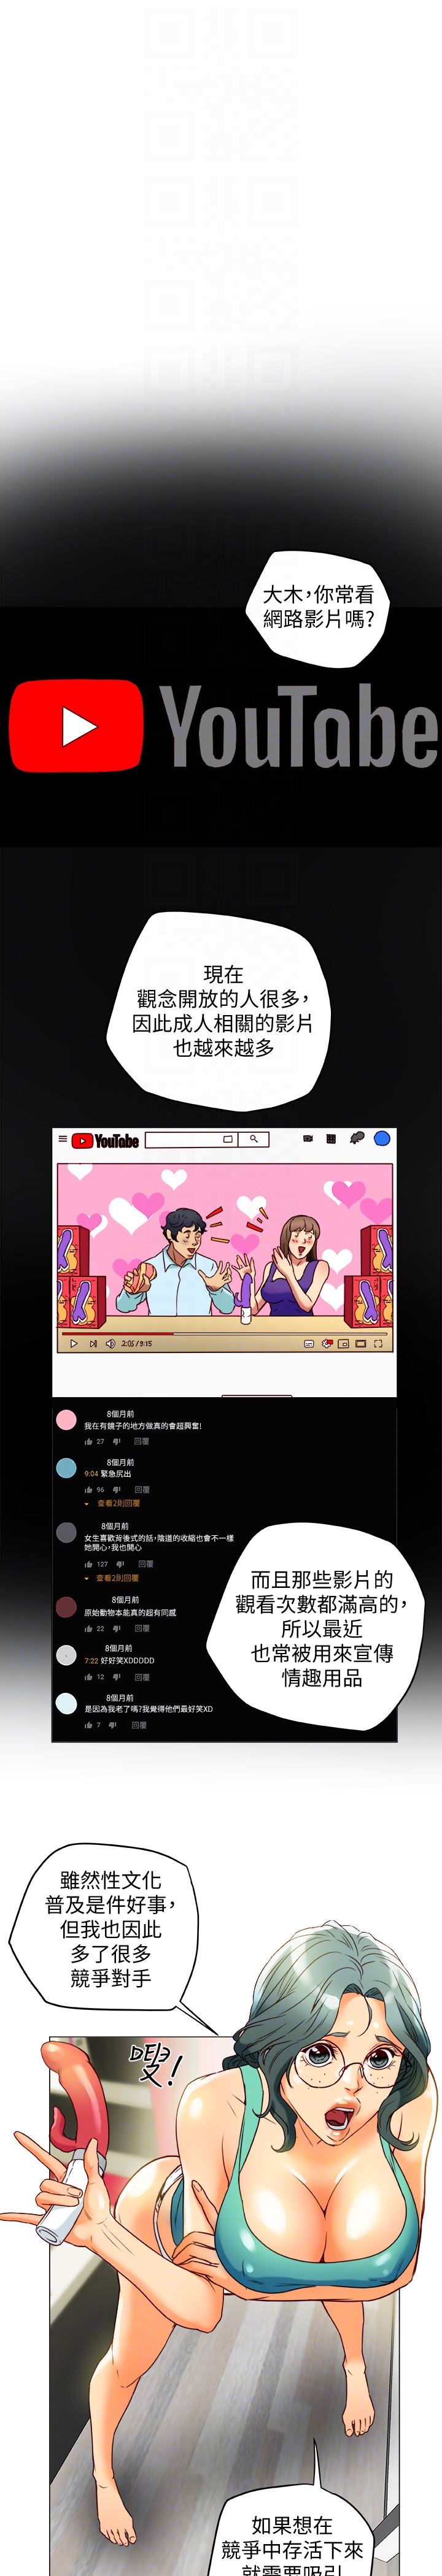 大木，你常看
網路影片嗎？
YouTabe
現在
觀念開放的人很多，
因此成人相關的影片
也越來越多
YouTabe
2:05/9:15
8個月前
我在有鏡子的地方做真的會超興奮！
27 回覆
8個月前
9:04 緊急尻出
96 回覆
查看2則回覆
8個月前
女生喜歡背後式的話，陰道的收縮也會不一樣
她開心，我也開心
127 回覆
查看2則回覆
8個月前
原始動物本能真的超有同感
22 回覆
8個月前
7:22 好好笑XDDDDD
12 回覆
8個月前
是因為我老了嗎？我覺得他們最好笑XD
7 回覆
而且那些影片的
觀看次數都滿高的，
所以最近
也常被用來宣傳
情趣用品
雖然性文化
普及是件好事，
但我也因此
多了很多
競爭對手
如果想在
競爭中存活下來
就需要吸引